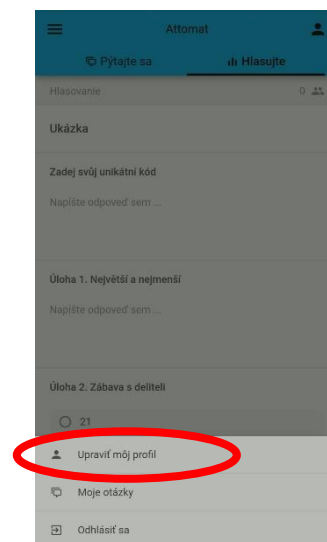 Attomat
Pýtajte sa
Hlasujte
Hlasovanie
0
Ukázka
Zadej svůj unikátní kód
Napíšte odpoveď sem ...
Úloha 1. Největší a nejmenší
Napíšte odpoveď sem ...
Úloha 2. Zábava s deliteli
21
Upraviť môj profil
Moje otázky
Odhlásiť sa